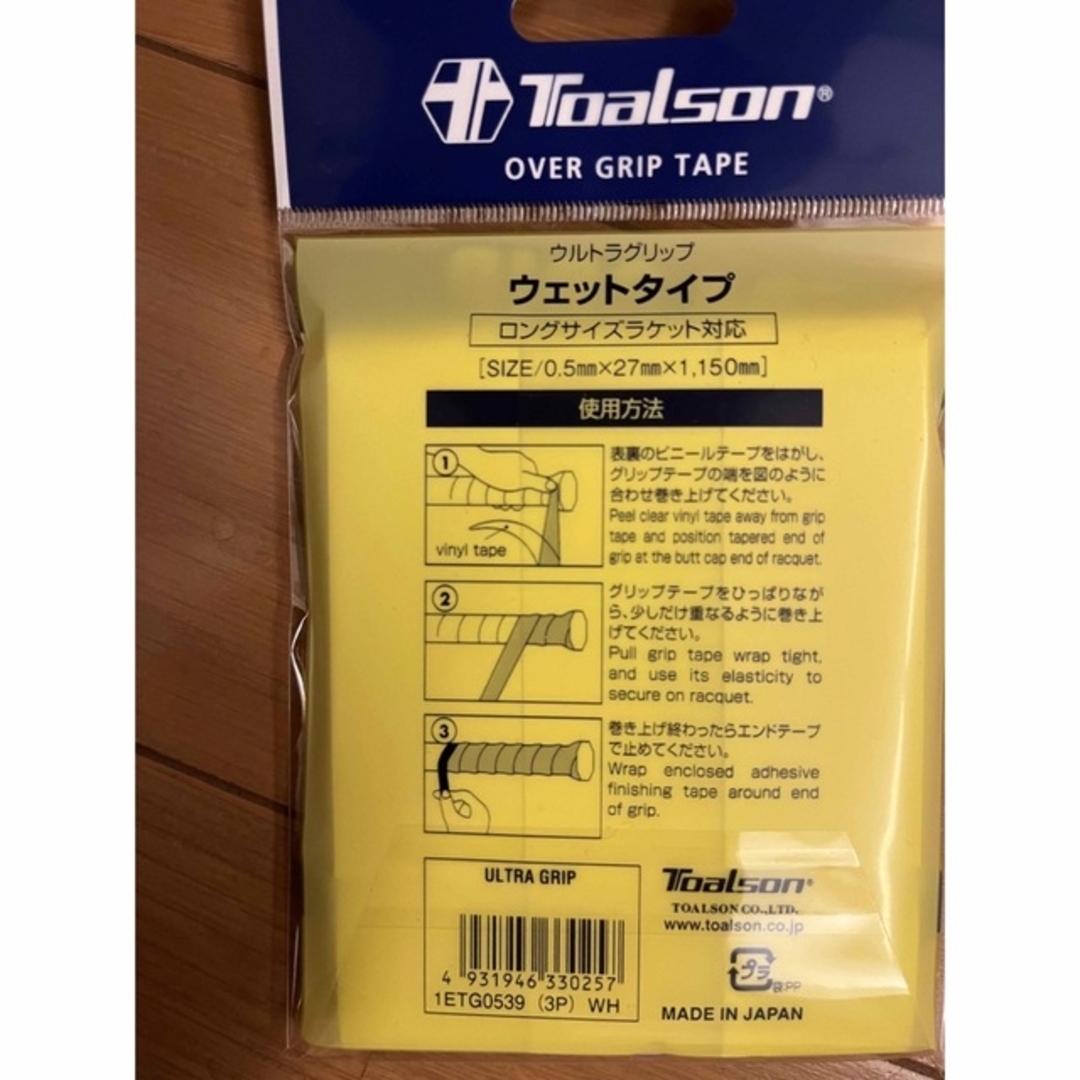 Toalson®
OVER GRIP TAPE
ウルトラグリップ
ウェットタイプ
ロングサイズラケット対応
[SIZE/0.5mm×27mm×1,150mm]
使用方法
1
vinyl tape
表裏のビニールテープをはがし、
グリップテープの端を図のように
合わせ巻き上げてください。
Peel clear vinyl tape away from grip
tape and position tapered end of
grip at the butt cap end of racquet.
2
グリップテープをひっぱりなが
ら、少しだけ重なるように巻き上
げてください。
Pull grip tape wrap tight,
and use its elasticity to
secure on racquet.
3
巻き上げ終わったらエンドテープ
で止めてください。
Wrap enclosed adhesive
finishing tape around end
of grip.
ULTRA GRIP
4 931946 330257
1ETG0539 (3P) WH
Toalson®
TOALSON CO.,LTD.
www.toalson.co.jp
プラ
袋:PP
MADE IN JAPAN